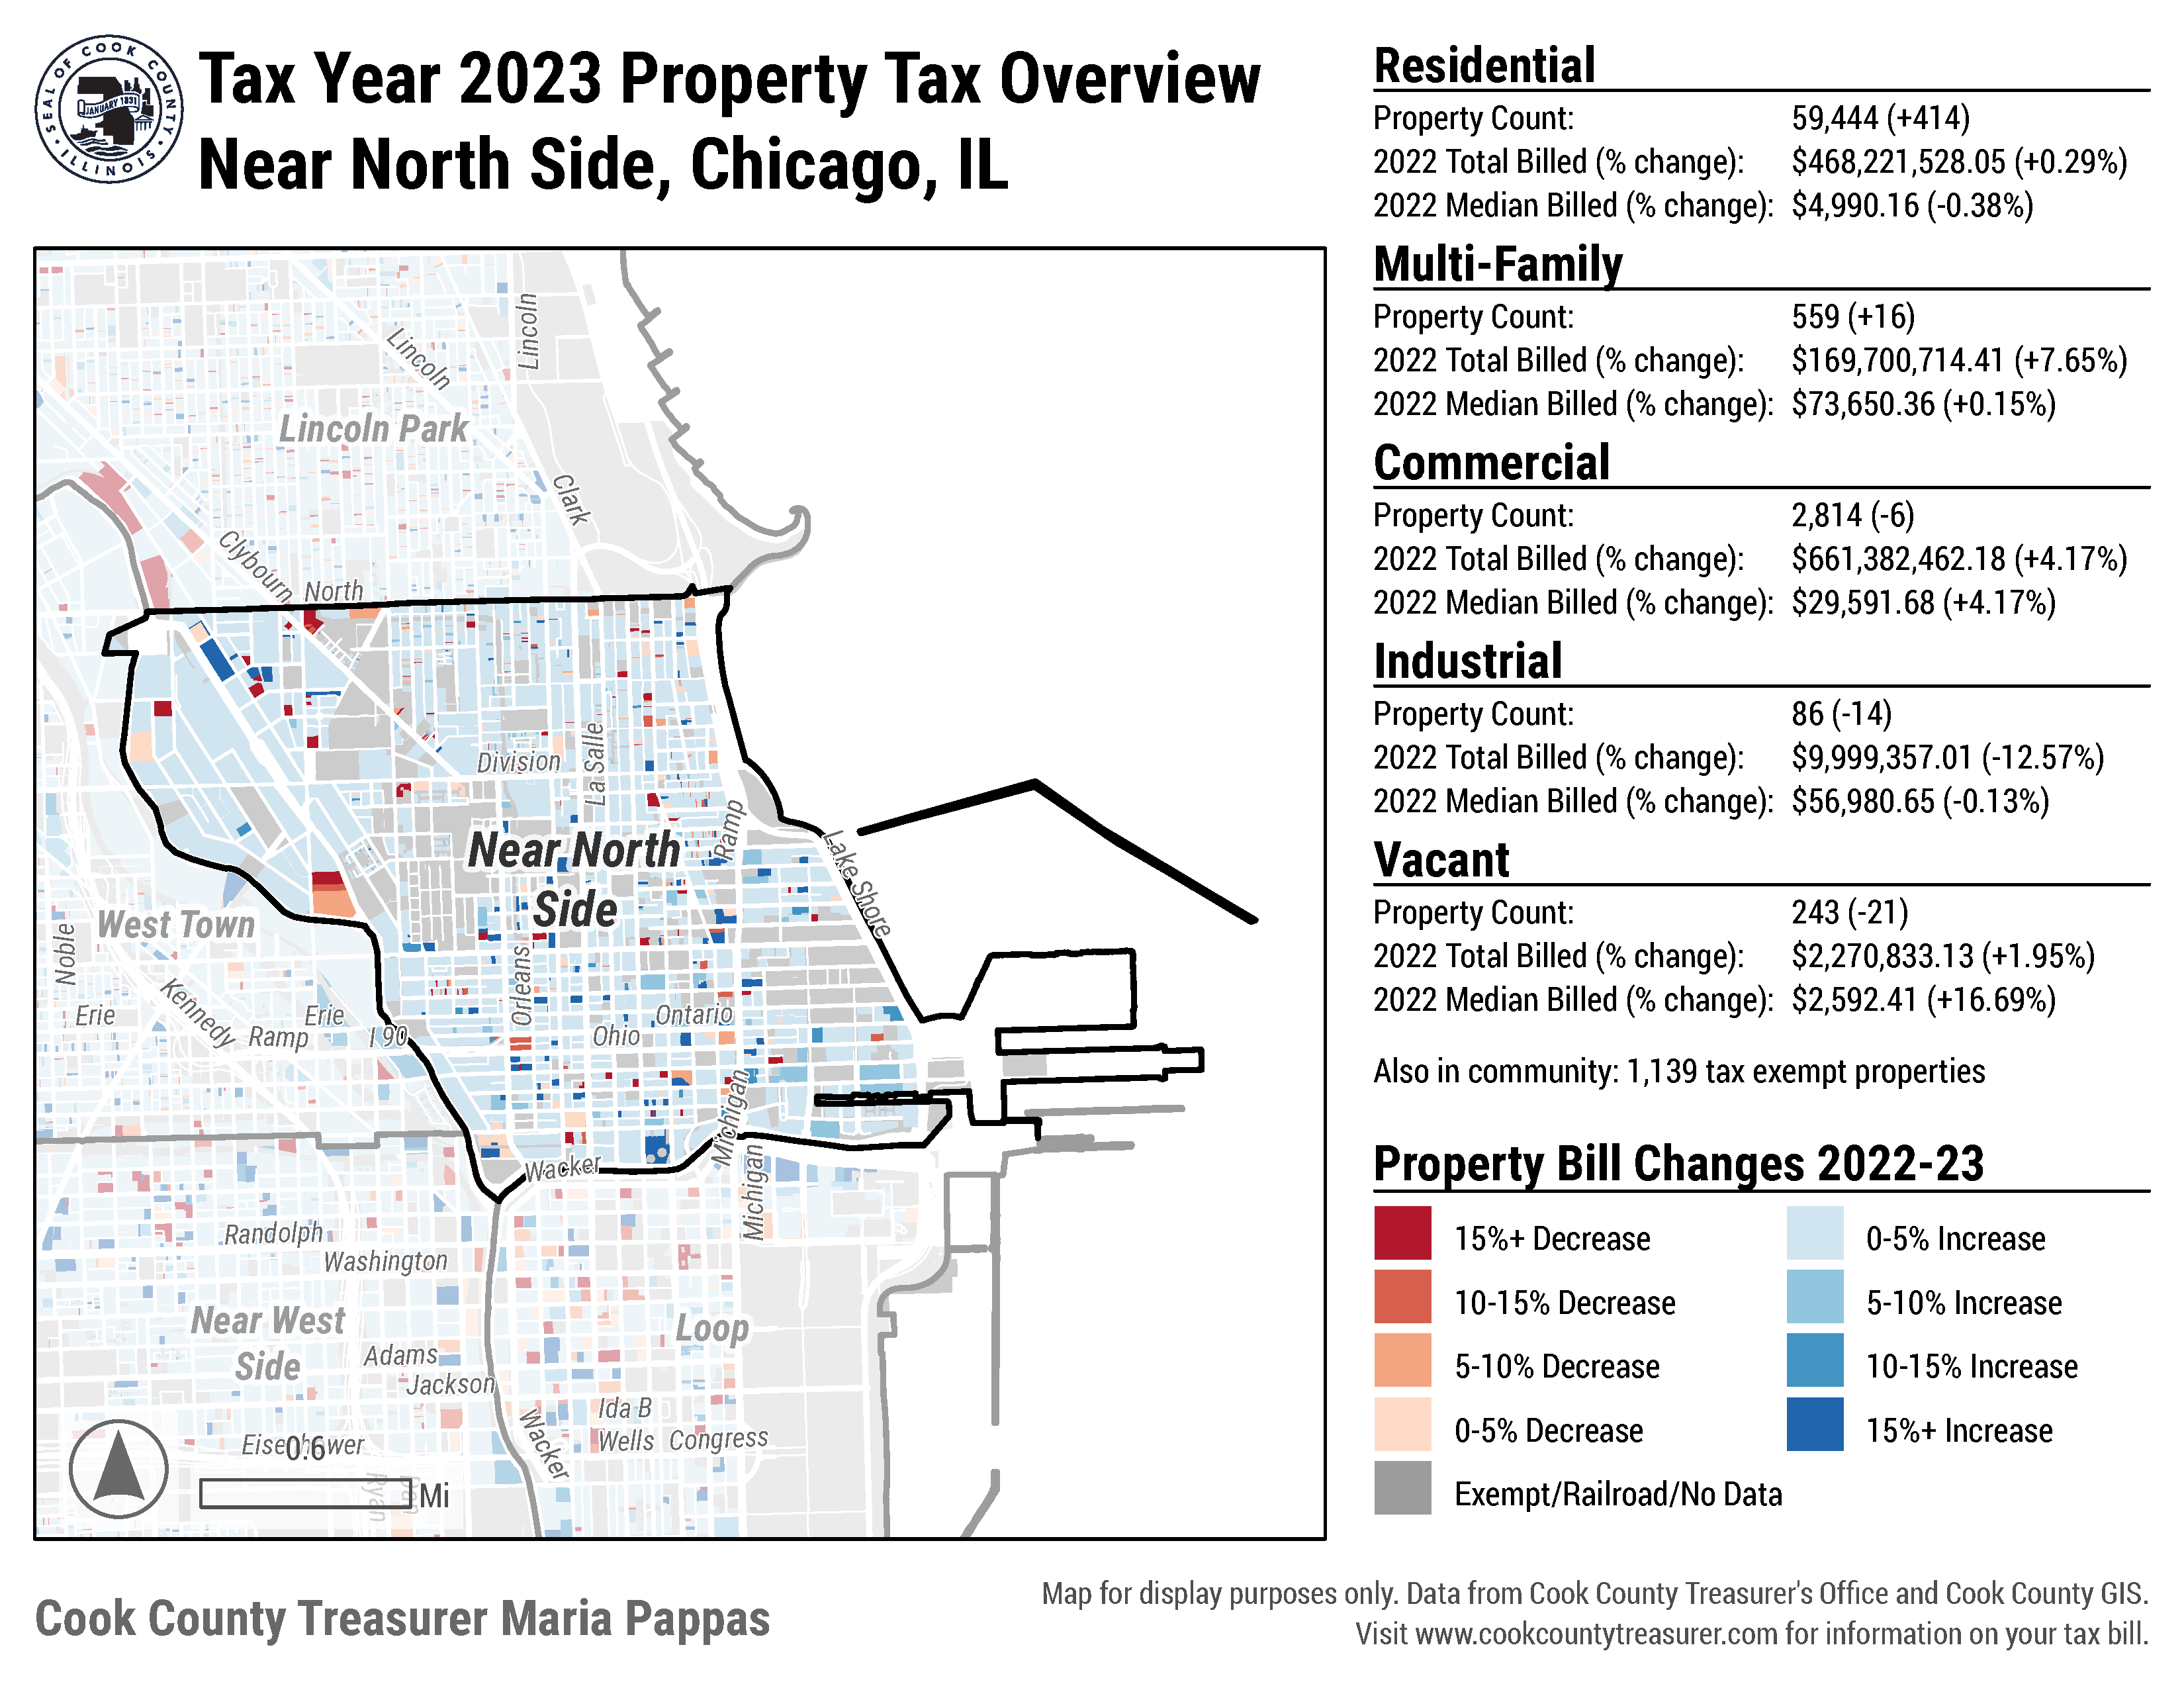 SEAL OF COOK COUNTY
ILLINOIS
JANUARY 1831
Tax Year 2023 Property Tax Overview
Near North Side, Chicago, IL
Lincoln
Lincoln
Lincoln Park
Clark
Clybourn
North
Division
La Salle
Ramp
Near North
Side
Lake Shore
West Town
Noble
Orleans
Kennedy
Erie
Erie
Ramp
I 90
Ontario
Ohio
Michigan
Wacker
Michigan
Randolph
Washington
Near West
Side
Loop
Adams
Jackson
Ida B
Wells
Congress
Wacker
0.6
Mi
Ryan
Residential
Property Count: 59,444 (+414)
2022 Total Billed (% change): $468,221,528.05 (+0.29%)
2022 Median Billed (% change): $4,990.16 (-0.38%)
Multi-Family
Property Count: 559 (+16)
2022 Total Billed (% change): $169,700,714.41 (+7.65%)
2022 Median Billed (% change): $73,650.36 (+0.15%)
Commercial
Property Count: 2,814 (-6)
2022 Total Billed (% change): $661,382,462.18 (+4.17%)
2022 Median Billed (% change): $29,591.68 (+4.17%)
Industrial
Property Count: 86 (-14)
2022 Total Billed (% change): $9,999,357.01 (-12.57%)
2022 Median Billed (% change): $56,980.65 (-0.13%)
Vacant
Property Count: 243 (-21)
2022 Total Billed (% change): $2,270,833.13 (+1.95%)
2022 Median Billed (% change): $2,592.41 (+16.69%)
Also in community: 1,139 tax exempt properties
Property Bill Changes 2022-23
15%+ Decrease
0-5% Increase
10-15% Decrease
5-10% Increase
5-10% Decrease
10-15% Increase
0-5% Decrease
15%+ Increase
Exempt/Railroad/No Data
Cook County Treasurer Maria Pappas
Map for display purposes only. Data from Cook County Treasurer's Office and Cook County GIS.
Visit www.cookcountytreasurer.com for information on your tax bill.